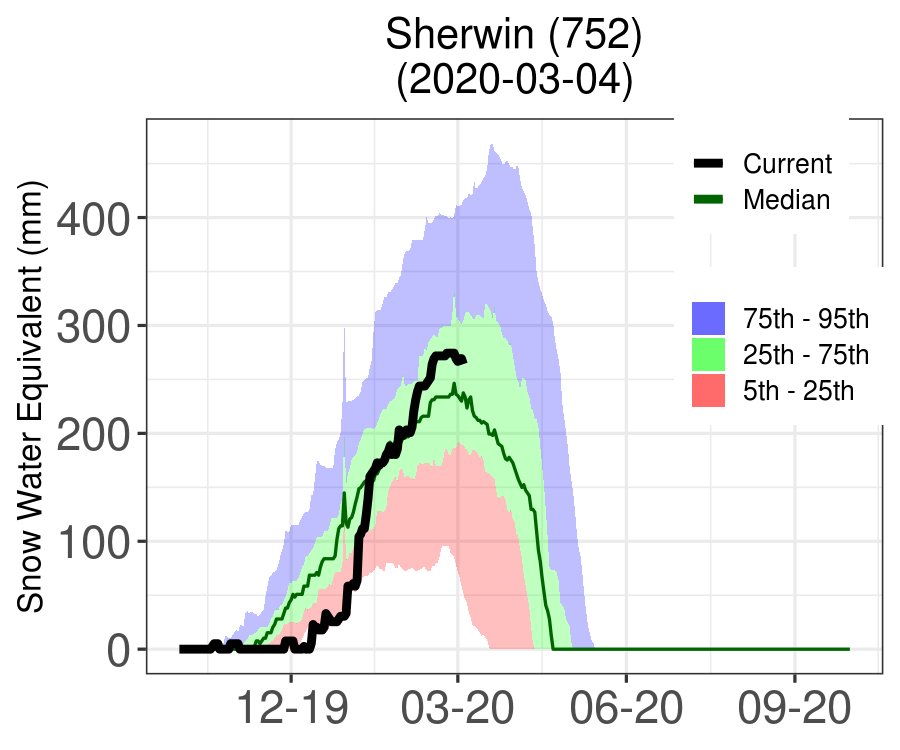 Sherwin (752)
(2020-03-04)
Snow Water Equivalent (mm)
400
300
200
100
0
12-19
03-20
06-20
09-20
Current
Median
75th - 95th
25th - 75th
5th - 25th